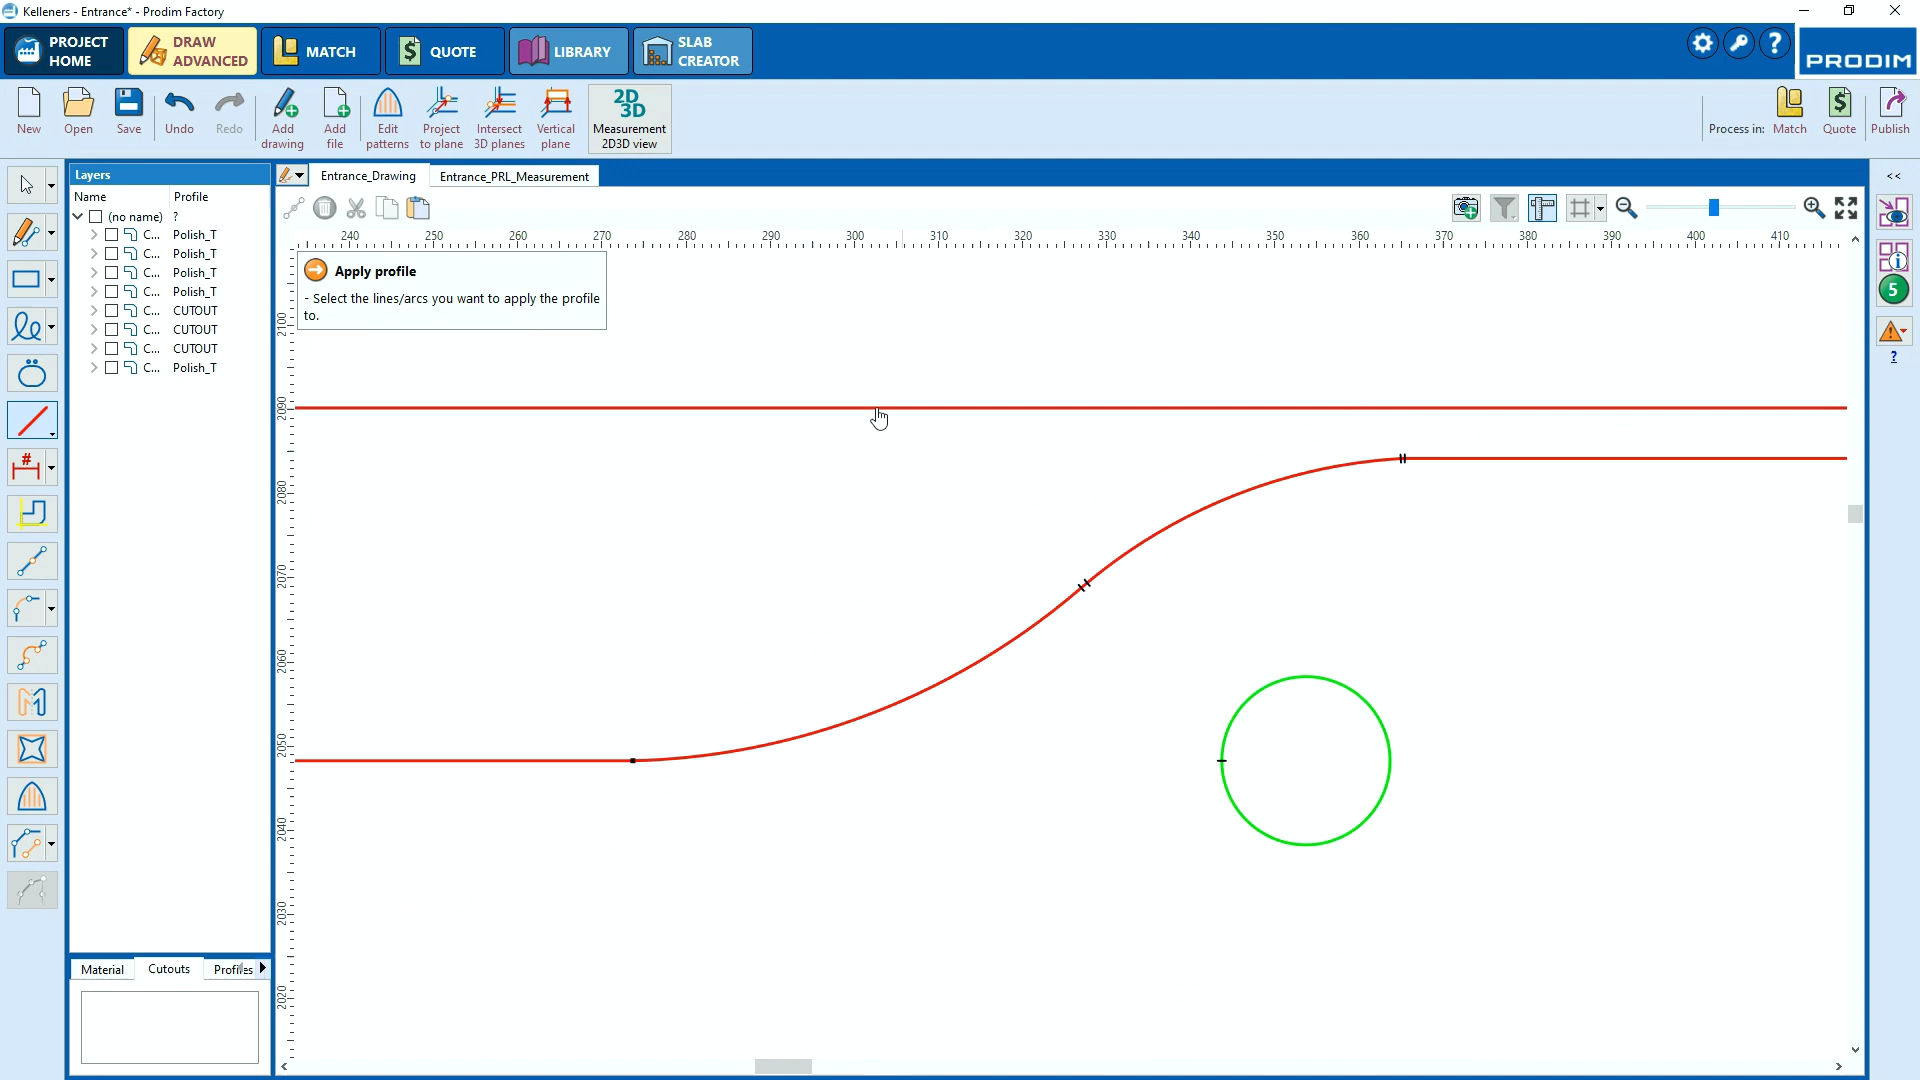 Kelleners - Entrance* - Prodim Factory
PROJECT HOME
DRAW ADVANCED
MATCH
QUOTE
LIBRARY
SLAB CREATOR
PRODIM
New
Open
Save
Undo
Redo
Add drawing
Add file
Edit patterns
Project to plane
Intersect 3D planes
Vertical plane
2D 3D
Measurement 2D3D view
Process in:
Match
Quote
Publish
Layers
Entrance_Drawing
Entrance_PRL_Measurement
Name Profile
(no name) ?
C... Polish_T
C... Polish_T
C... Polish_T
C... Polish_T
C... CUTOUT
C... CUTOUT
C... CUTOUT
C... Polish_T
240 250 260 270 280 290 300 310 320 330 340 350 360 370 380 390 400 410
Apply profile
- Select the lines/arcs you want to apply the profile
to.
2100
2090
2080
2070
2060
2050
2040
2030
2020
<<
5
?
Material Cutouts Profiles